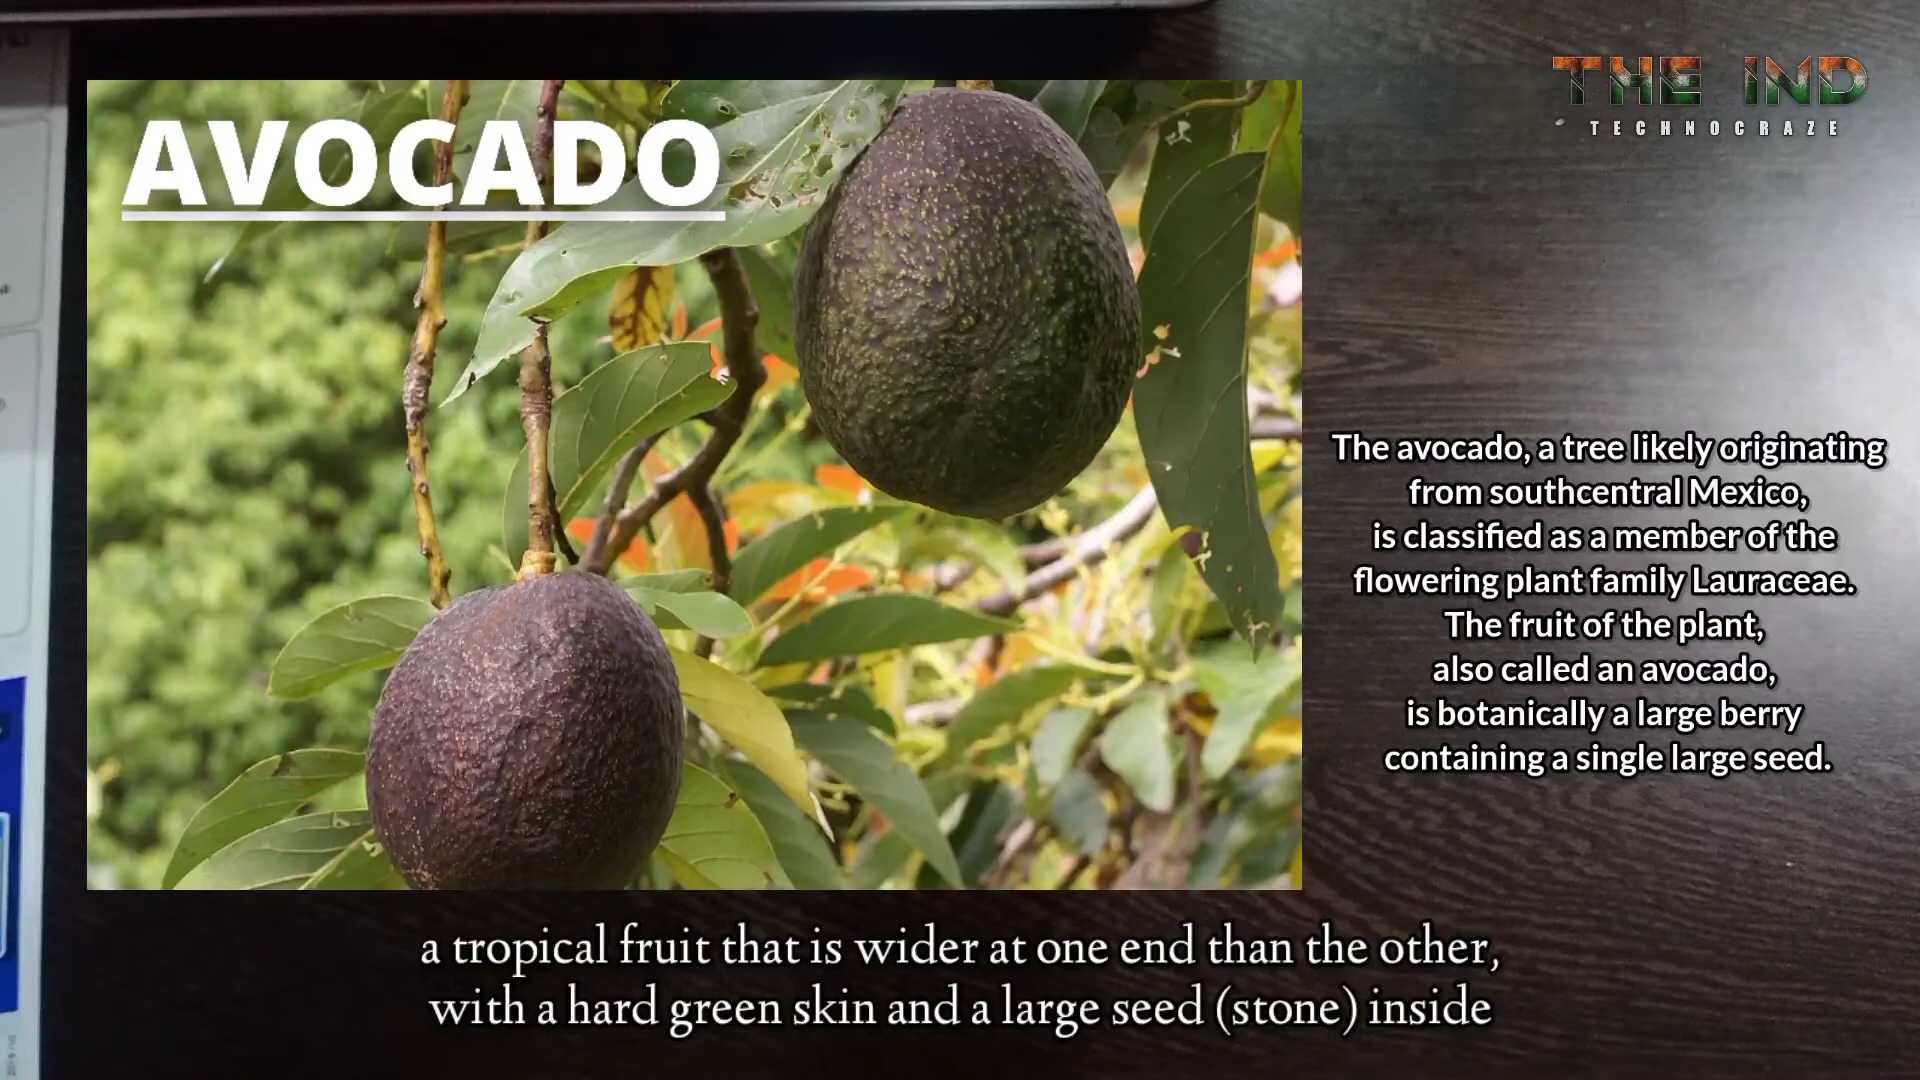 AVOCADO
THE IND
TECHNOCRAZE
The avocado, a tree likely originating
from southcentral Mexico,
is classified as a member of the
flowering plant family Lauraceae.
The fruit of the plant,
also called an avocado,
is botanically a large berry
containing a single large seed.
a tropical fruit that is wider at one end than the other,
with a hard green skin and a large seed (stone) inside